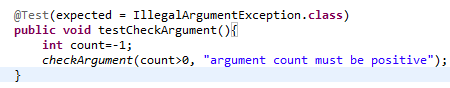 @Test(expected = IllegalArgumentException.class)
public void testCheckArgument(){
int count=-1;
checkArgument(count>0, "argument count must be positive");
}